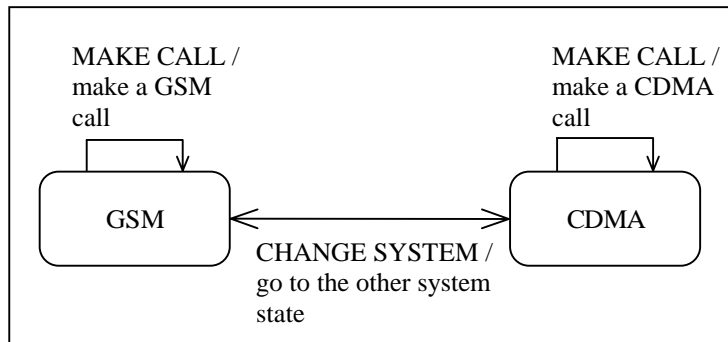 MAKE CALL /
make a GSM
call
MAKE CALL /
make a CDMA
call
GSM
CDMA
CHANGE SYSTEM /
go to the other system
state